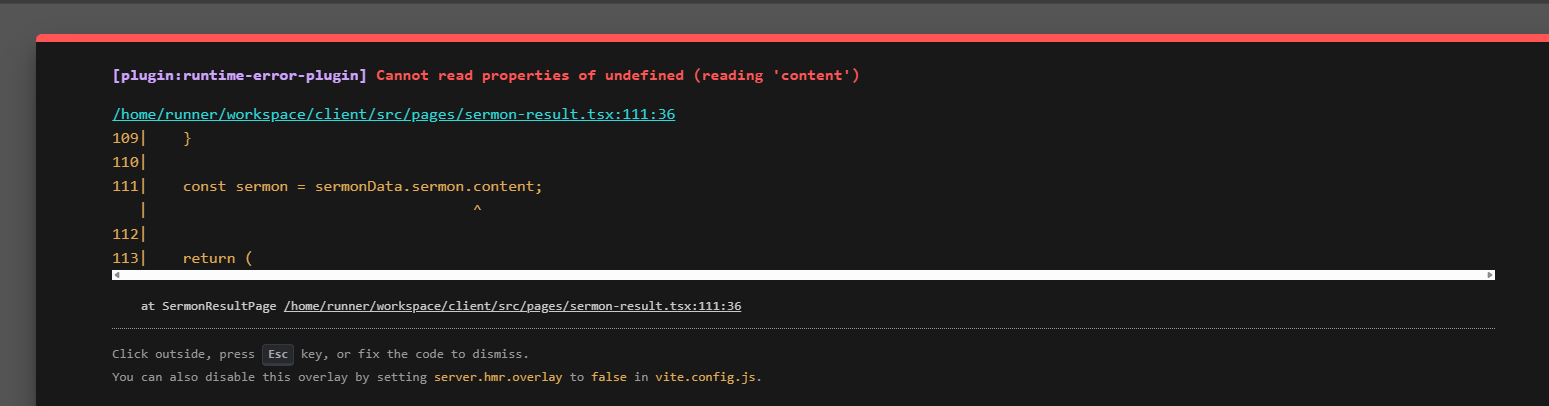 [plugin:runtime-error-plugin] Cannot read properties of undefined (reading 'content')
/home/runner/workspace/client/src/pages/sermon-result.tsx:111:36
109|    }
110|
111|    const sermon = sermonData.sermon.content;
   |                                     ^
112|
113|    return (
at SermonResultPage /home/runner/workspace/client/src/pages/sermon-result.tsx:111:36
Click outside, press Esc key, or fix the code to dismiss.
You can also disable this overlay by setting server.hmr.overlay to false in vite.config.js.